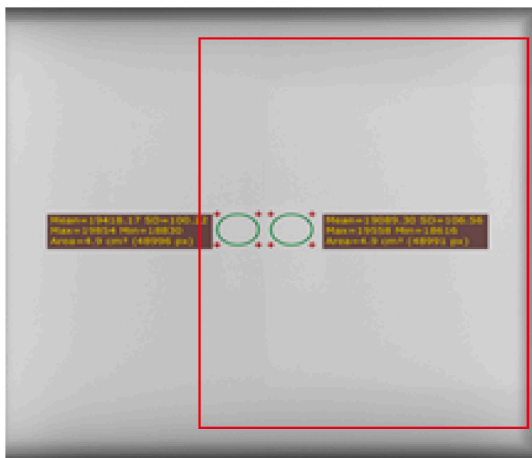 Mean=19418.17 SD=100.22
Max=19854 Min=18830
Area=4.9 cm² (48996 px)
Mean=19089.30 SD=106.56
Max=19558 Min=18616
Area=4.9 cm² (48991 px)